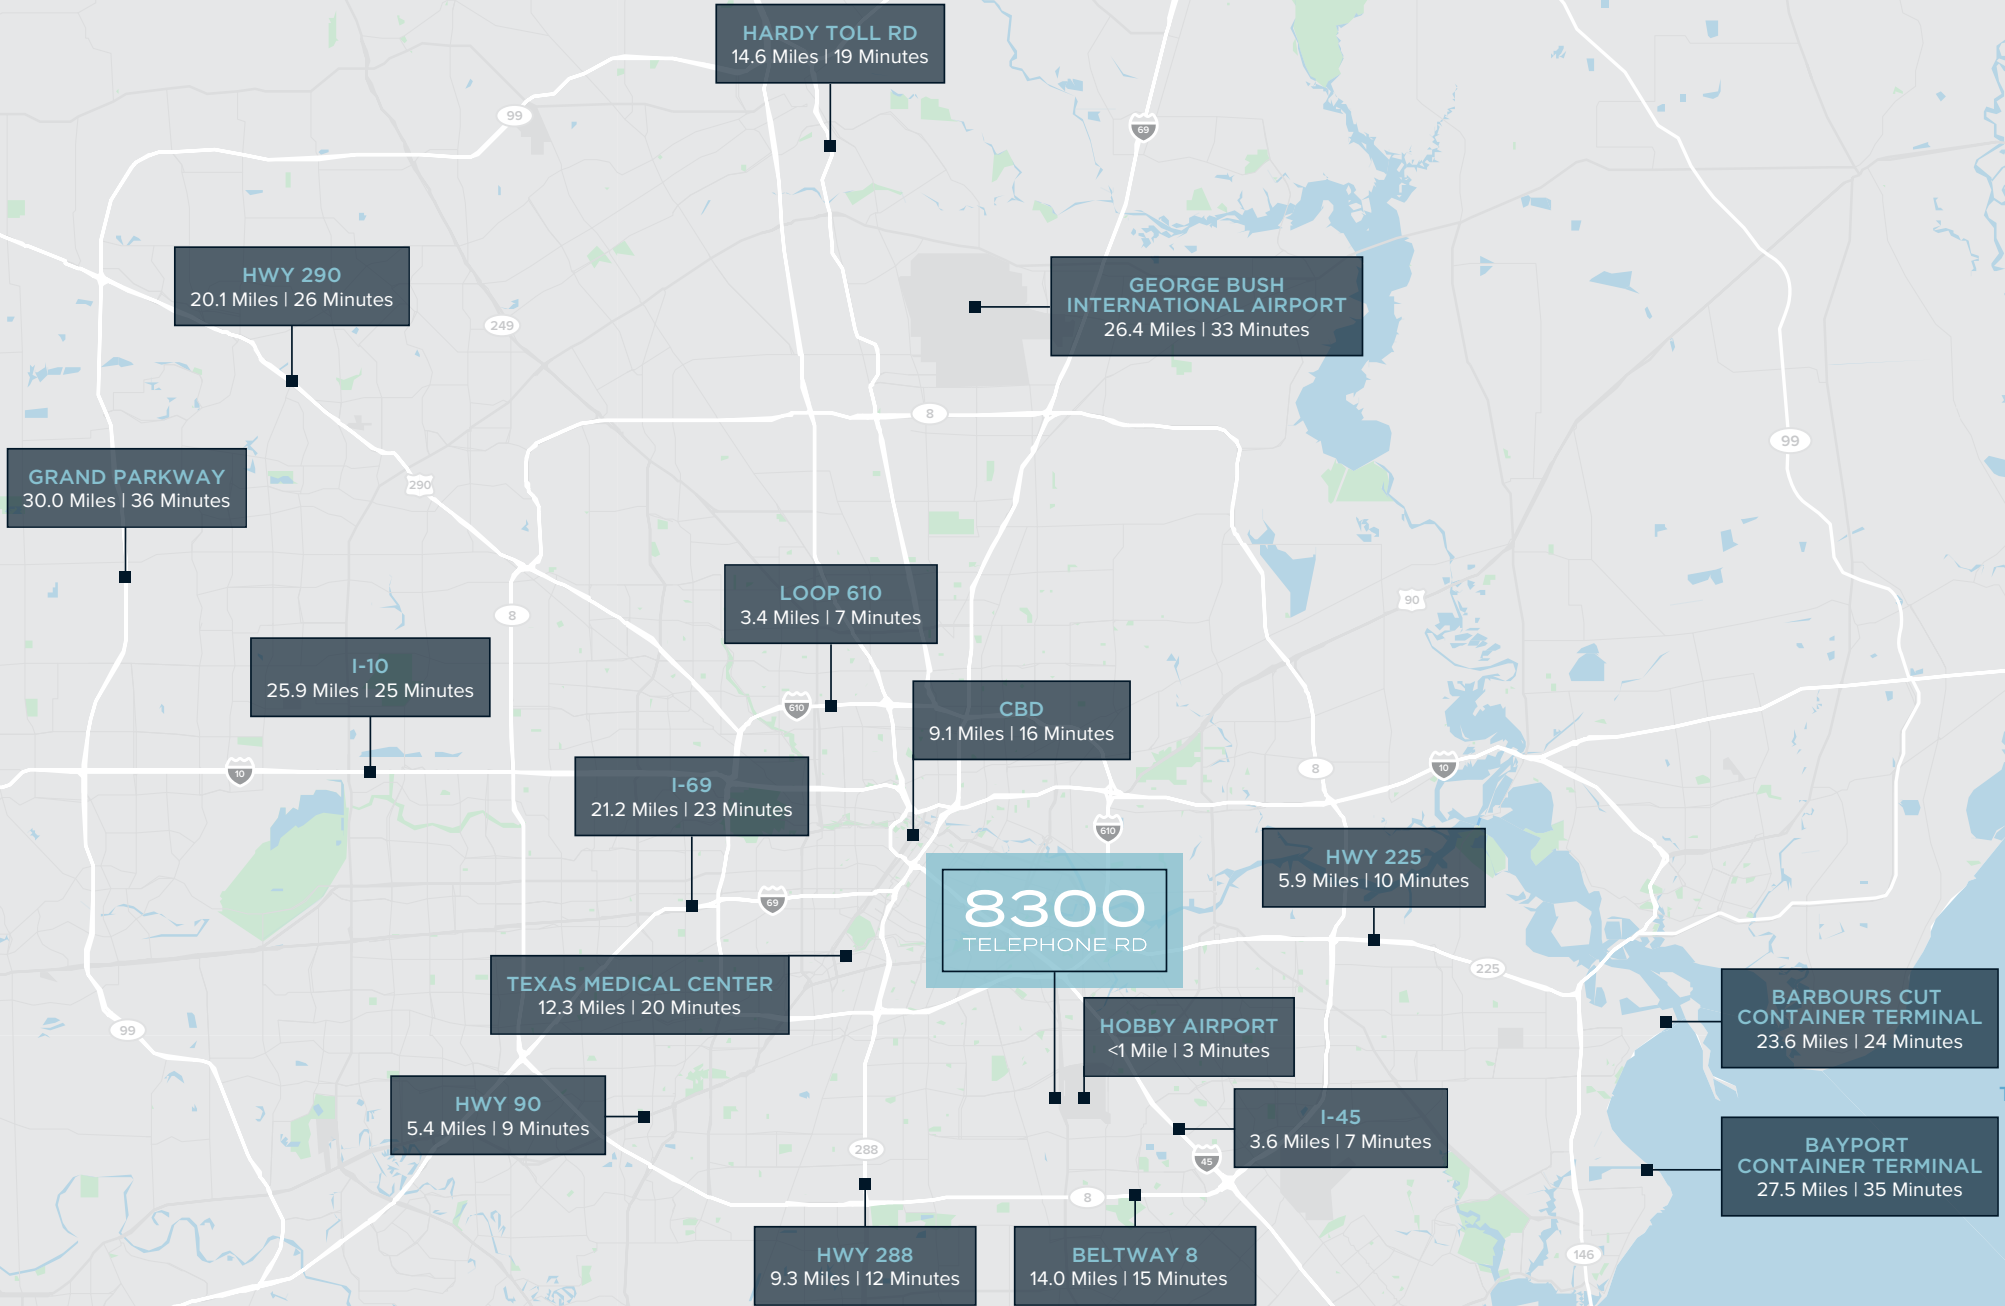 HARDY TOLL RD
14.6 Miles | 19 Minutes
99
69
HWY 290
20.1 Miles | 26 Minutes
GEORGE BUSH
INTERNATIONAL AIRPORT
26.4 Miles | 33 Minutes
249
8
99
GRAND PARKWAY
30.0 Miles | 36 Minutes
290
LOOP 610
3.4 Miles | 7 Minutes
90
8
I-10
25.9 Miles | 25 Minutes
610
CBD
9.1 Miles | 16 Minutes
10
8
10
I-69
21.2 Miles | 23 Minutes
610
HWY 225
5.9 Miles | 10 Minutes
69
8300
TELEPHONE RD
225
TEXAS MEDICAL CENTER
12.3 Miles | 20 Minutes
BARBOURS CUT
CONTAINER TERMINAL
23.6 Miles | 24 Minutes
99
HOBBY AIRPORT
<1 Mile | 3 Minutes
HWY 90
5.4 Miles | 9 Minutes
I-45
3.6 Miles | 7 Minutes
BAYPORT
CONTAINER TERMINAL
27.5 Miles | 35 Minutes
288
45
8
HWY 288
9.3 Miles | 12 Minutes
BELTWAY 8
14.0 Miles | 15 Minutes
146